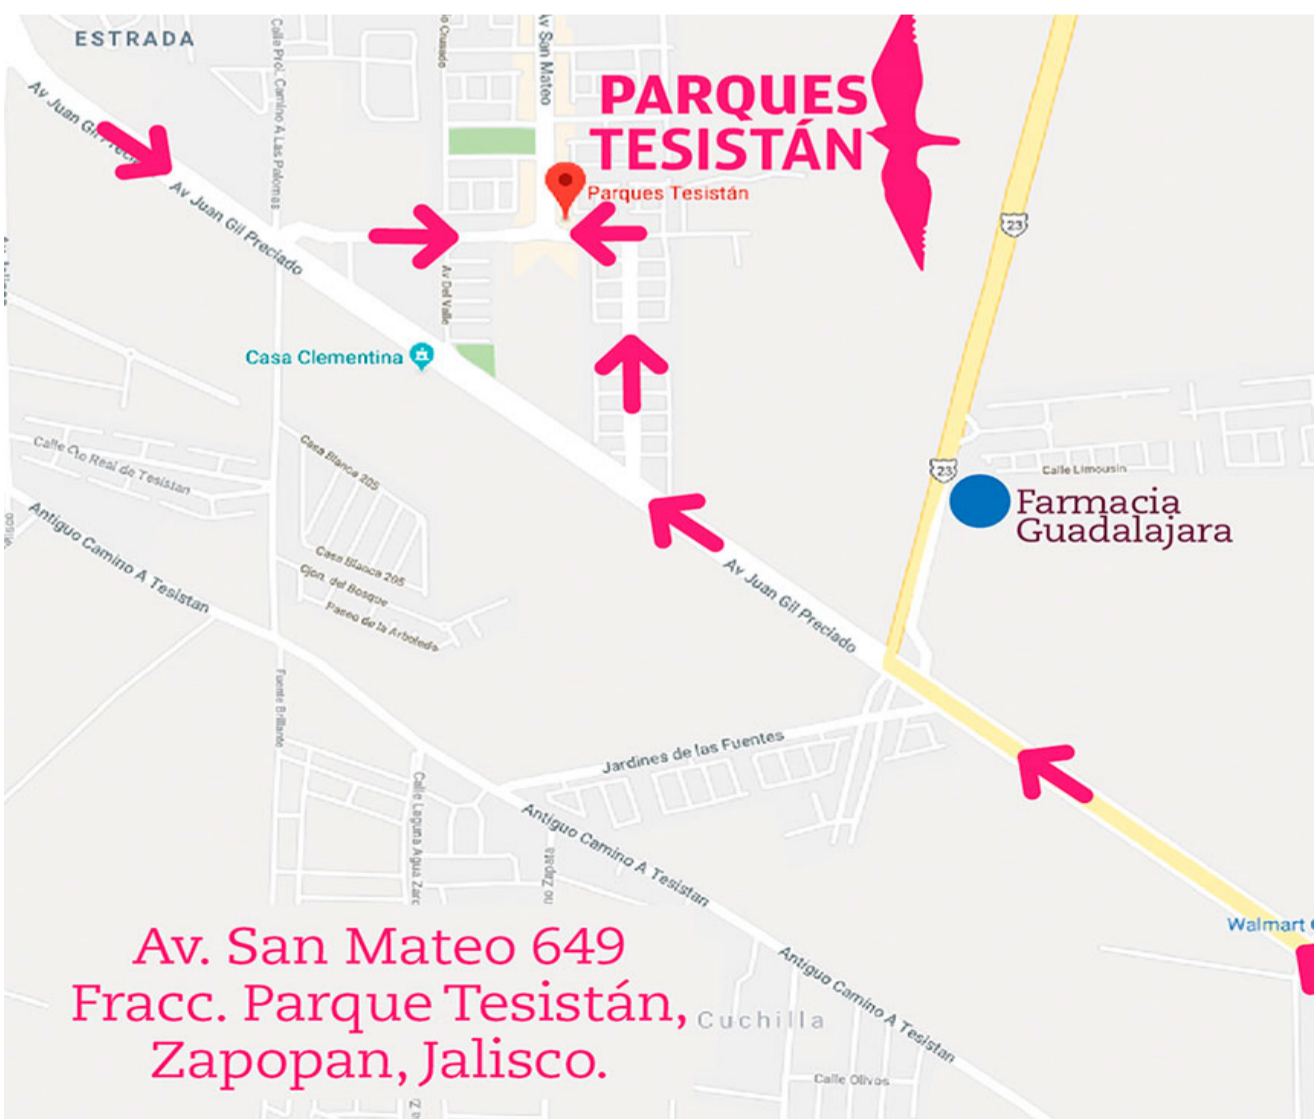 ESTRADA
Calle Prol. Camino A Las Palomas
Av San Mateo
Av Juan Gil Preciado
PARQUES
TESISTÁN
Parques Tesistán
Av Juan Gil Preciado
23
Av Del Valle
Casa Clementina
Calle Cto Real de Tesistan
Casa Blanca 205
23
Calle Limousin
Farmacia
Guadalajara
Antiguo Camino A Tesistan
Casa Blanca 205
Cjon. del Bosque
Paseo de la Arboleda
Av Juan Gil Preciado
Fuente Brillante
Jardines de las Fuentes
Calle Laguna Agua Zarc
Antiguo Camino A Tesistan
no Zapata
Walmart
Av. San Mateo 649
Fracc. Parque Tesistán,
Zapopan, Jalisco.
Cuchilla
Antiguo Camino A Tesistan
Calle Olivos